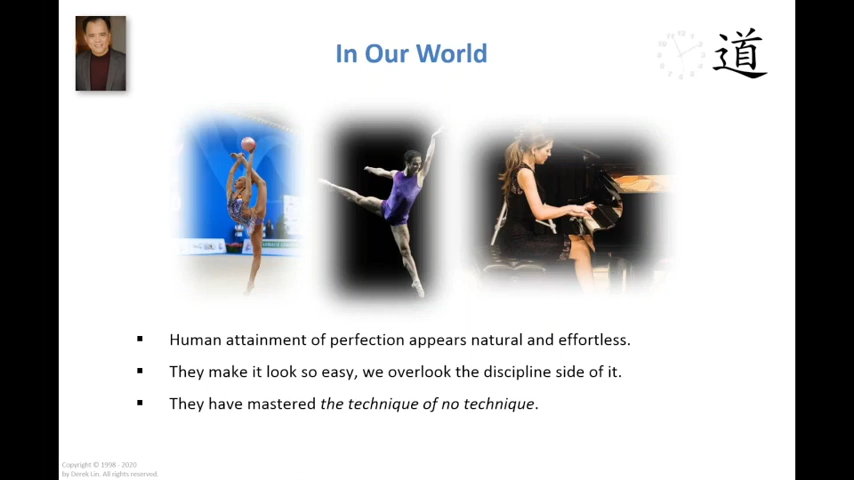 In Our World
道
▪ Human attainment of perfection appears natural and effortless.
▪ They make it look so easy, we overlook the discipline side of it.
▪ They have mastered the technique of no technique.
Copyright © 1998 - 2020
by Derek Lin. All rights reserved.